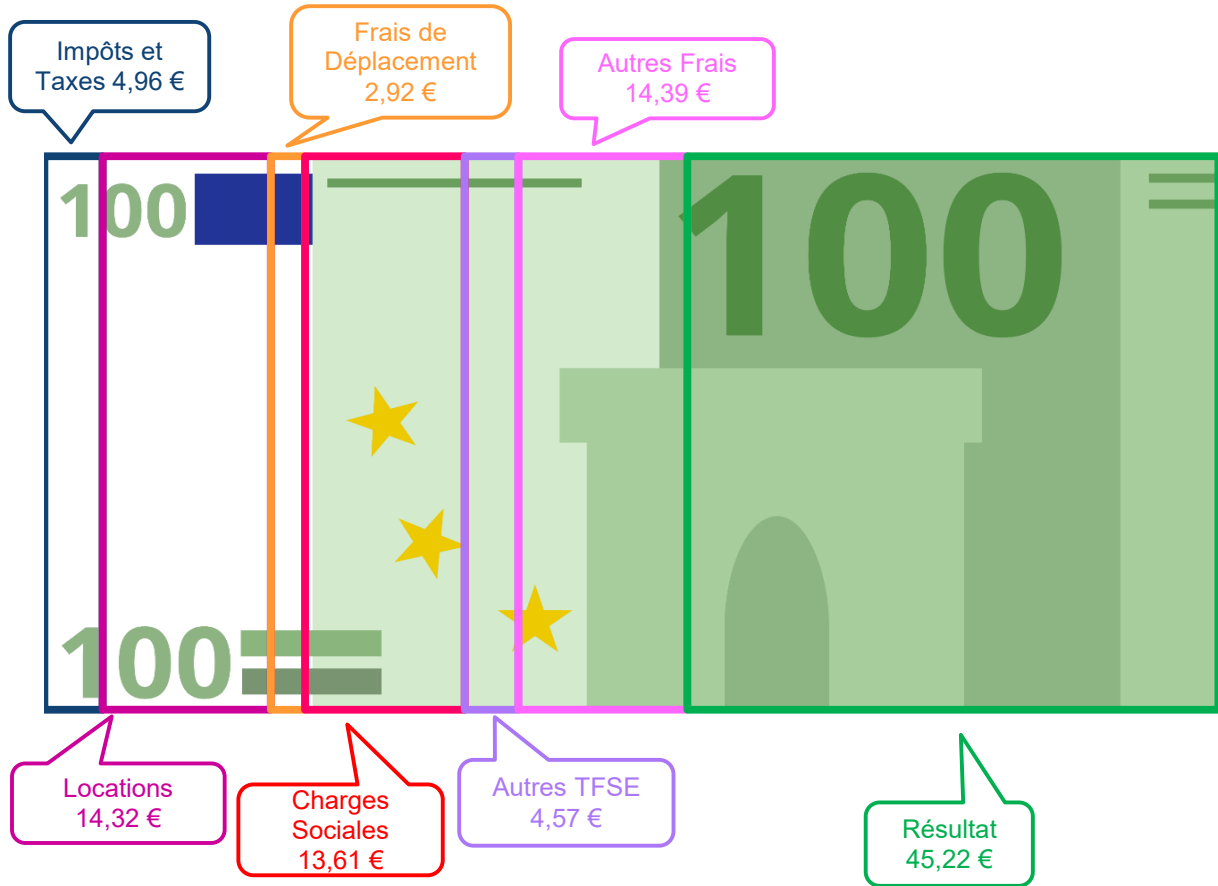 Impôts et
Taxes 4,96 €
Frais de
Déplacement
2,92 €
Autres Frais
14,39 €
100
100
100
Locations
14,32 €
Charges
Sociales
13,61 €
Autres TFSE
4,57 €
Résultat
45,22 €